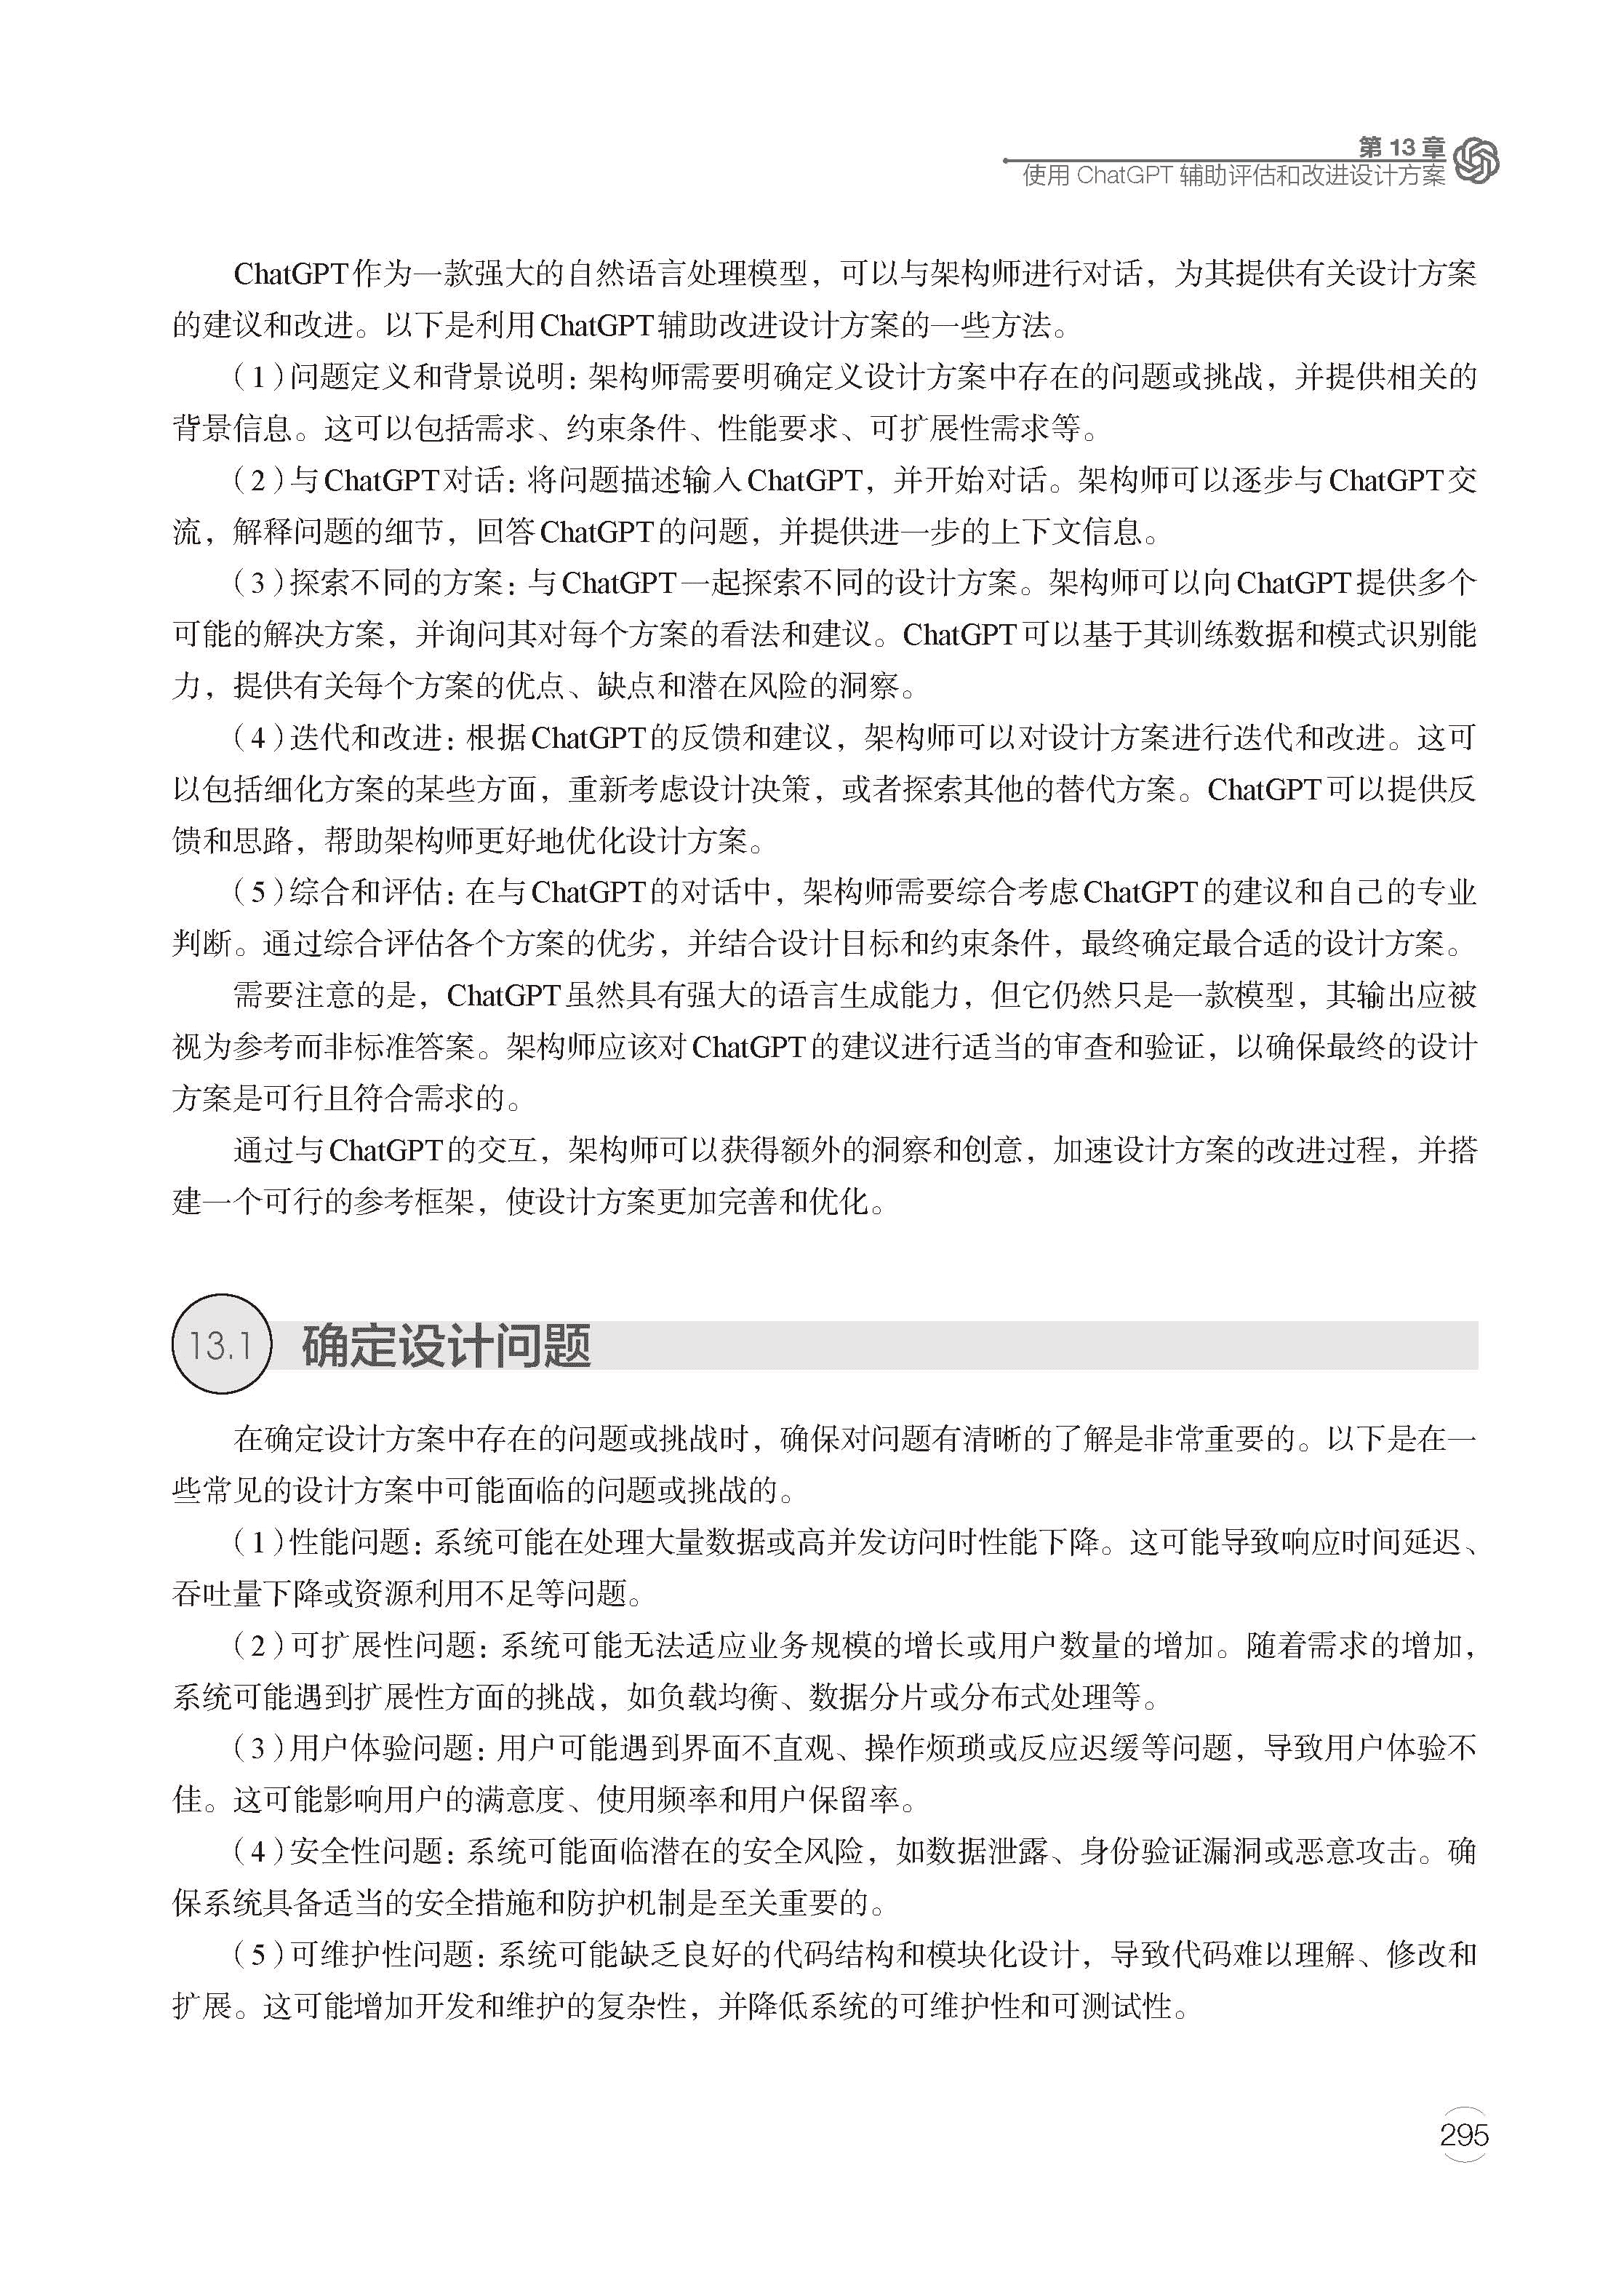 第 13 章
使用 ChatGPT 辅助评估和改进设计方案
ChatGPT作为一款强大的自然语言处理模型，可以与架构师进行对话，为其提供有关设计方案
的建议和改进。以下是利用ChatGPT辅助改进设计方案的一些方法。
（1）问题定义和背景说明：架构师需要明确定义设计方案中存在的问题或挑战，并提供相关的
背景信息。这可以包括需求、约束条件、性能要求、可扩展性需求等。
（2）与ChatGPT对话：将问题描述输入ChatGPT，并开始对话。架构师可以逐步与ChatGPT交
流，解释问题的细节，回答ChatGPT的问题，并提供进一步的上下文信息。
（3）探索不同的方案：与ChatGPT一起探索不同的设计方案。架构师可以向ChatGPT提供多个
可能的解决方案，并询问其对每个方案的看法和建议。ChatGPT可以基于其训练数据和模式识别能
力，提供有关每个方案的优点、缺点和潜在风险的洞察。
（4）迭代和改进：根据ChatGPT的反馈和建议，架构师可以对设计方案进行迭代和改进。这可
以包括细化方案的某些方面，重新考虑设计决策，或者探索其他的替代方案。ChatGPT可以提供反
馈和思路，帮助架构师更好地优化设计方案。
（5）综合和评估：在与ChatGPT的对话中，架构师需要综合考虑ChatGPT的建议和自己的专业
判断。通过综合评估各个方案的优劣，并结合设计目标和约束条件，最终确定最合适的设计方案。
需要注意的是，ChatGPT虽然具有强大的语言生成能力，但它仍然只是一款模型，其输出应被
视为参考而非标准答案。架构师应该对ChatGPT的建议进行适当的审查和验证，以确保最终的设计
方案是可行且符合需求的。
通过与ChatGPT的交互，架构师可以获得额外的洞察和创意，加速设计方案的改进过程，并搭
建一个可行的参考框架，使设计方案更加完善和优化。
13.1 确定设计问题
在确定设计方案中存在的问题或挑战时，确保对问题有清晰的了解是非常重要的。以下是在一
些常见的设计方案中可能面临的问题或挑战的。
（1）性能问题：系统可能在处理大量数据或高并发访问时性能下降。这可能导致响应时间延迟、
吞吐量下降或资源利用不足等问题。
（2）可扩展性问题：系统可能无法适应业务规模的增长或用户数量的增加。随着需求的增加，
系统可能遇到扩展性方面的挑战，如负载均衡、数据分片或分布式处理等。
（3）用户体验问题：用户可能遇到界面不直观、操作烦琐或反应迟缓等问题，导致用户体验不
佳。这可能影响用户的满意度、使用频率和用户保留率。
（4）安全性问题：系统可能面临潜在的安全风险，如数据泄露、身份验证漏洞或恶意攻击。确
保系统具备适当的安全措施和防护机制是至关重要的。
（5）可维护性问题：系统可能缺乏良好的代码结构和模块化设计，导致代码难以理解、修改和
扩展。这可能增加开发和维护的复杂性，并降低系统的可维护性和可测试性。
295